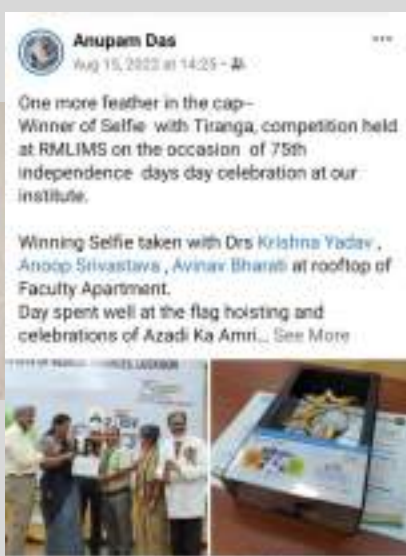 Anupam Das
Aug 15, 2022 at 14:25
One more feather in the cap–
Winner of Selfie with Tiranga, competition held
at RMLIMS on the occasion of 75th
independence days day celebration at our
institute.
Winning Selfie taken with Drs Krishna Yadav ,
Anoop Srivastava , Avinav Bharati at rooftop of
Faculty Apartment.
Day spent well at the flag hoisting and
celebrations of Azadi Ka Amri... See More